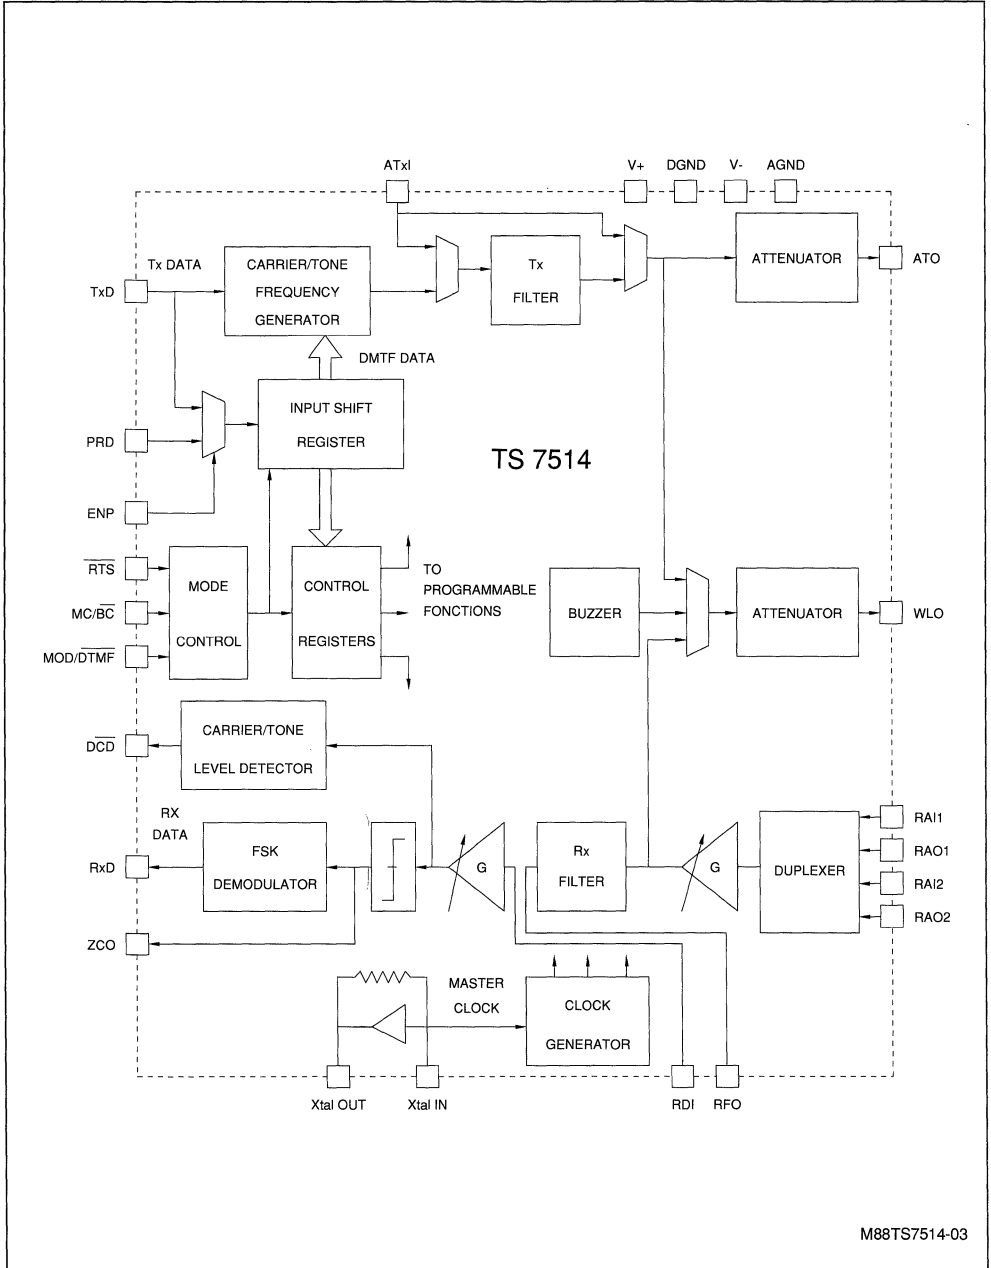 ATxI
V+ DGND V- AGND
Tx DATA
TxD
CARRIER/TONE
FREQUENCY
GENERATOR
Tx
FILTER
ATTENUATOR
ATO
DMTF DATA
INPUT SHIFT
REGISTER
PRD
TS 7514
ENP
RTS
MC/BC
MOD/DTMF
MODE
CONTROL
CONTROL
REGISTERS
TO
PROGRAMMABLE
FONCTIONS
BUZZER
ATTENUATOR
WLO
DCD
CARRIER/TONE
LEVEL DETECTOR
RX
DATA
RxD
FSK
DEMODULATOR
G
Rx
FILTER
G
DUPLEXER
RAI1
RAO1
RAI2
RAO2
ZCO
MASTER
CLOCK
CLOCK
GENERATOR
Xtal OUT
Xtal IN
RDI
RFO
M88TS7514-03